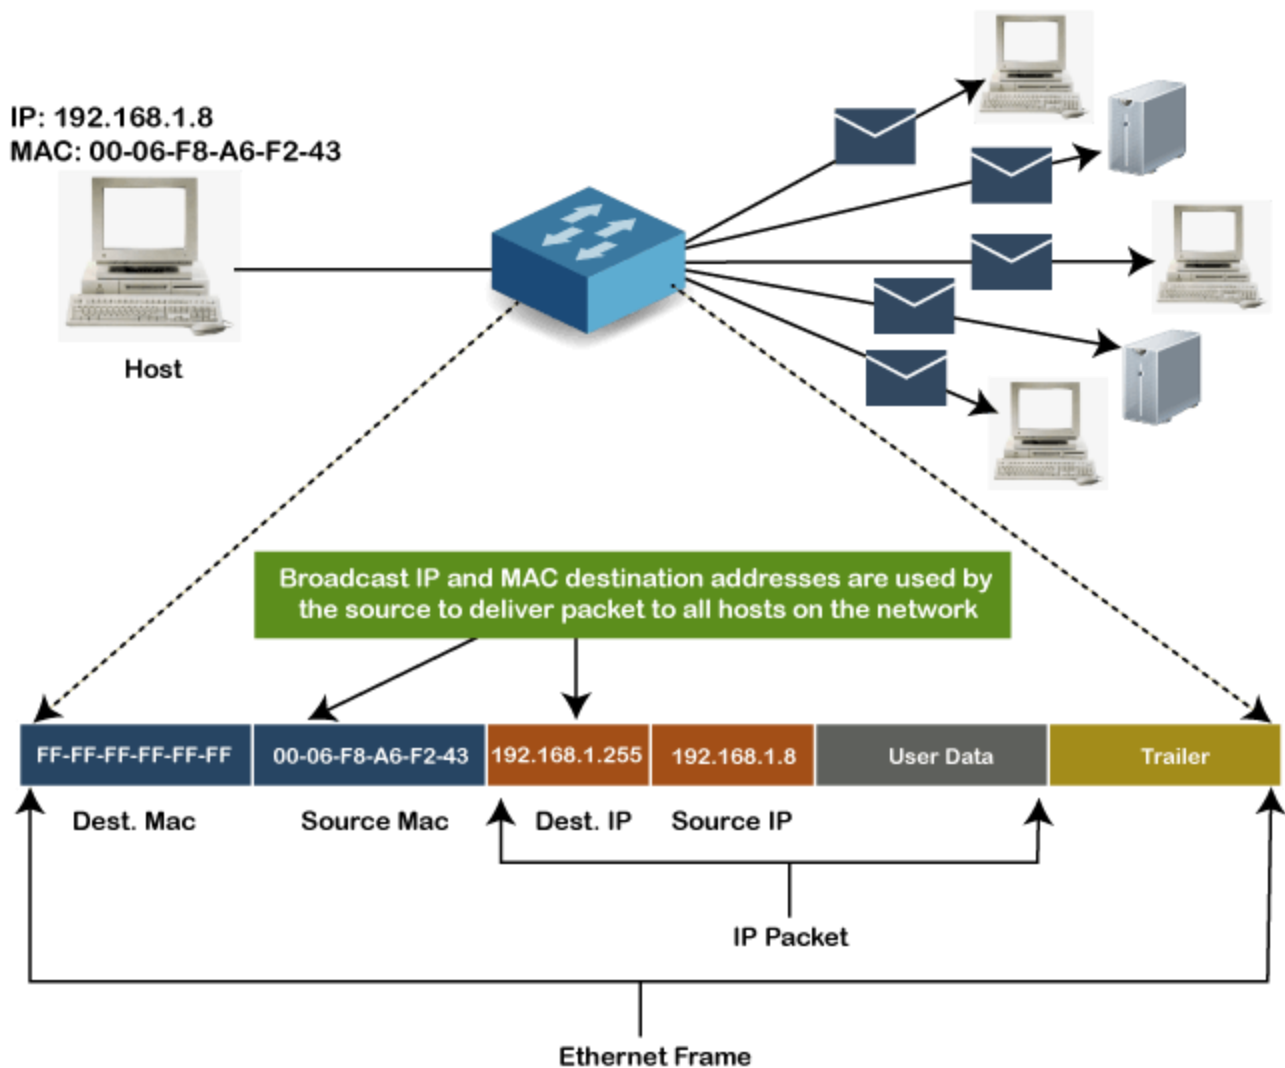 IP: 192.168.1.8
MAC: 00-06-F8-A6-F2-43
Host
Broadcast IP and MAC destination addresses are used by
the source to deliver packet to all hosts on the network
FF-FF-FF-FF-FF-FF 00-06-F8-A6-F2-43 192.168.1.255 192.168.1.8 User Data Trailer
Dest. Mac Source Mac Dest. IP Source IP
IP Packet
Ethernet Frame